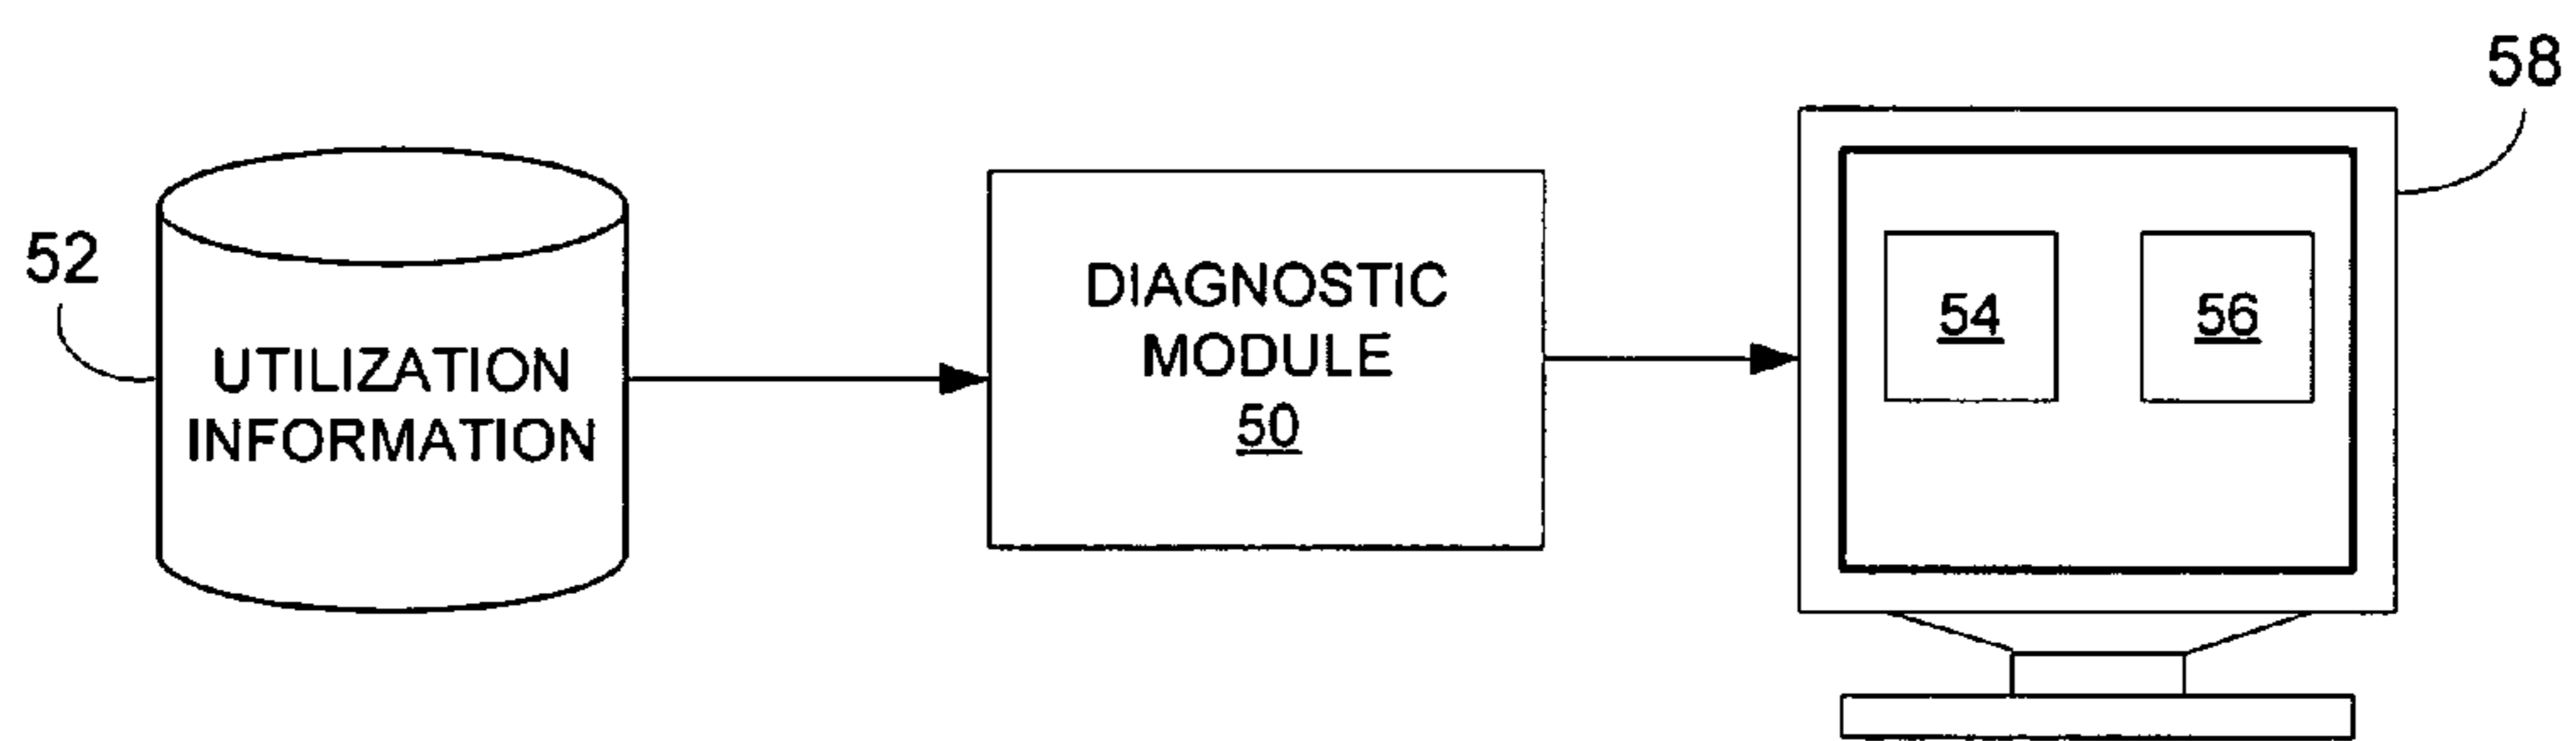 58
52
UTILIZATION
INFORMATION
DIAGNOSTIC
MODULE
50
54
56